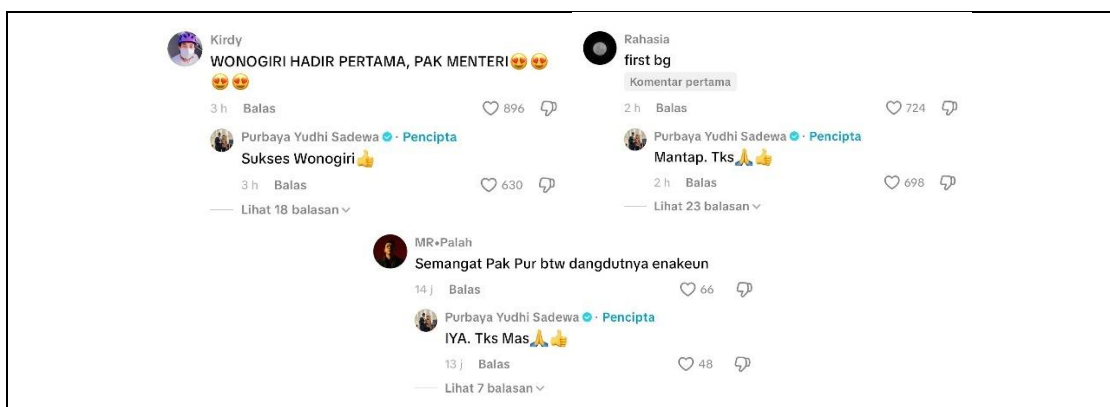 Kirdy
WONOGIRI HADIR PERTAMA, PAK MENTERI😍😍
😍😍
3 h Balas 896
Purbaya Yudhi Sadewa · Pencipta
Sukses Wonogiri👍
3 h Balas 630
Lihat 18 balasan
Rahasia
first bg
Komentar pertama
2 h Balas 724
Purbaya Yudhi Sadewa · Pencipta
Mantap. Tks🙏👍
2 h Balas 698
Lihat 23 balasan
MR•Palah
Semangat Pak Pur btw dangdutnya enakeun
14 j Balas 66
Purbaya Yudhi Sadewa · Pencipta
IYA. Tks Mas🙏👍
13 j Balas 48
Lihat 7 balasan